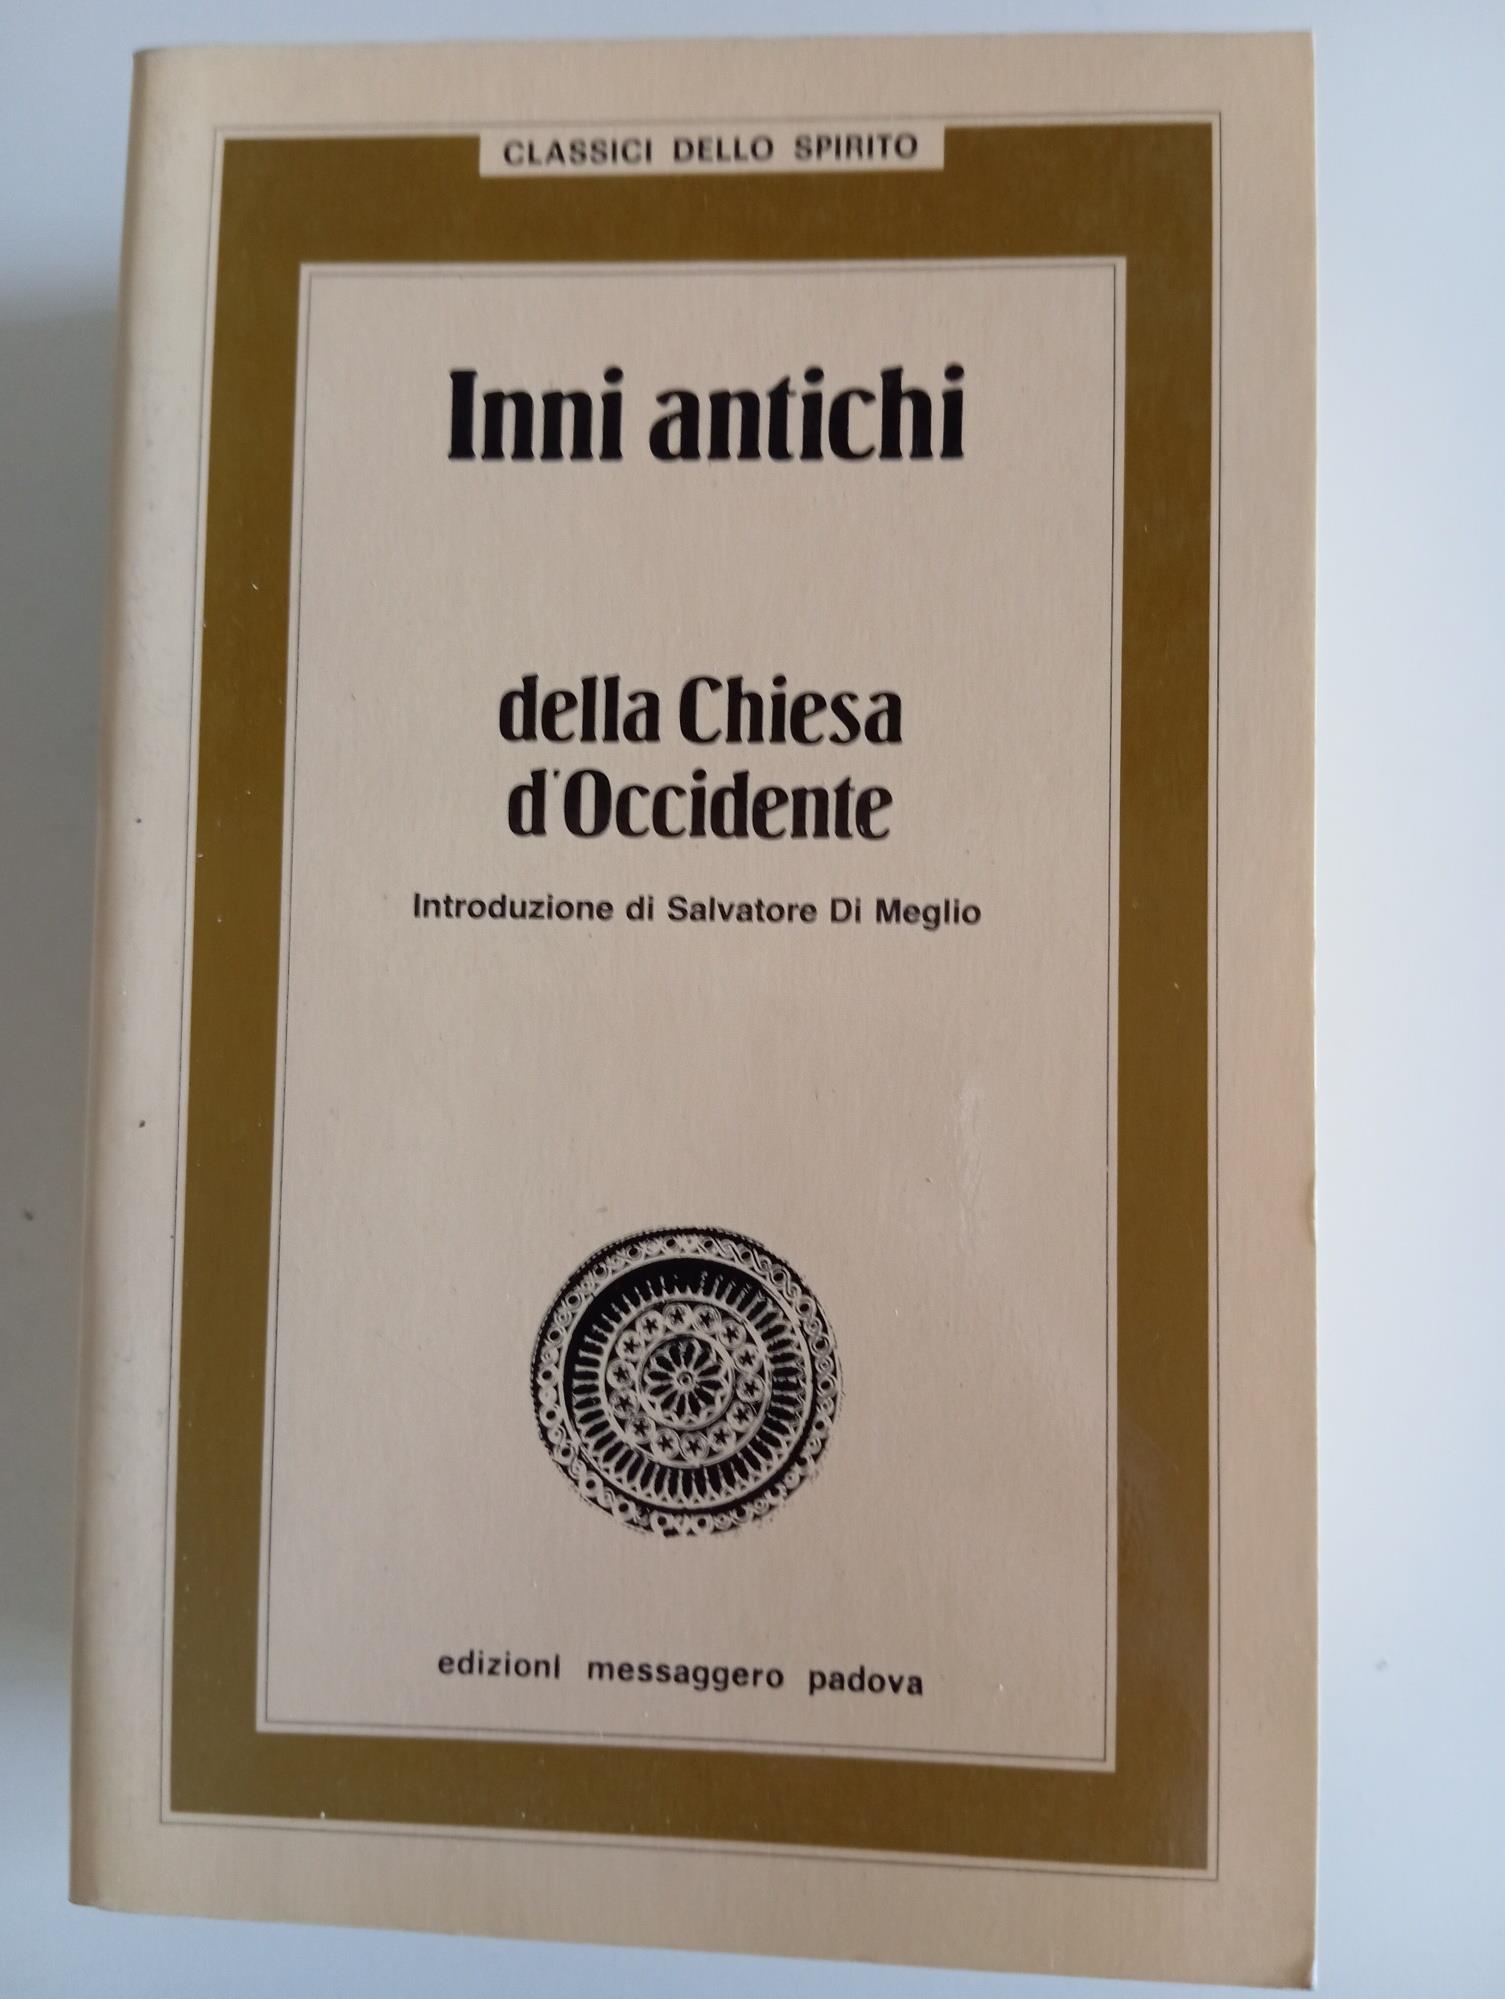 CLASSICI DELLO SPIRITO
Inni antichi
della Chiesa
d'Occidente
Introduzione di Salvatore Di Meglio
edizioni messaggero padova